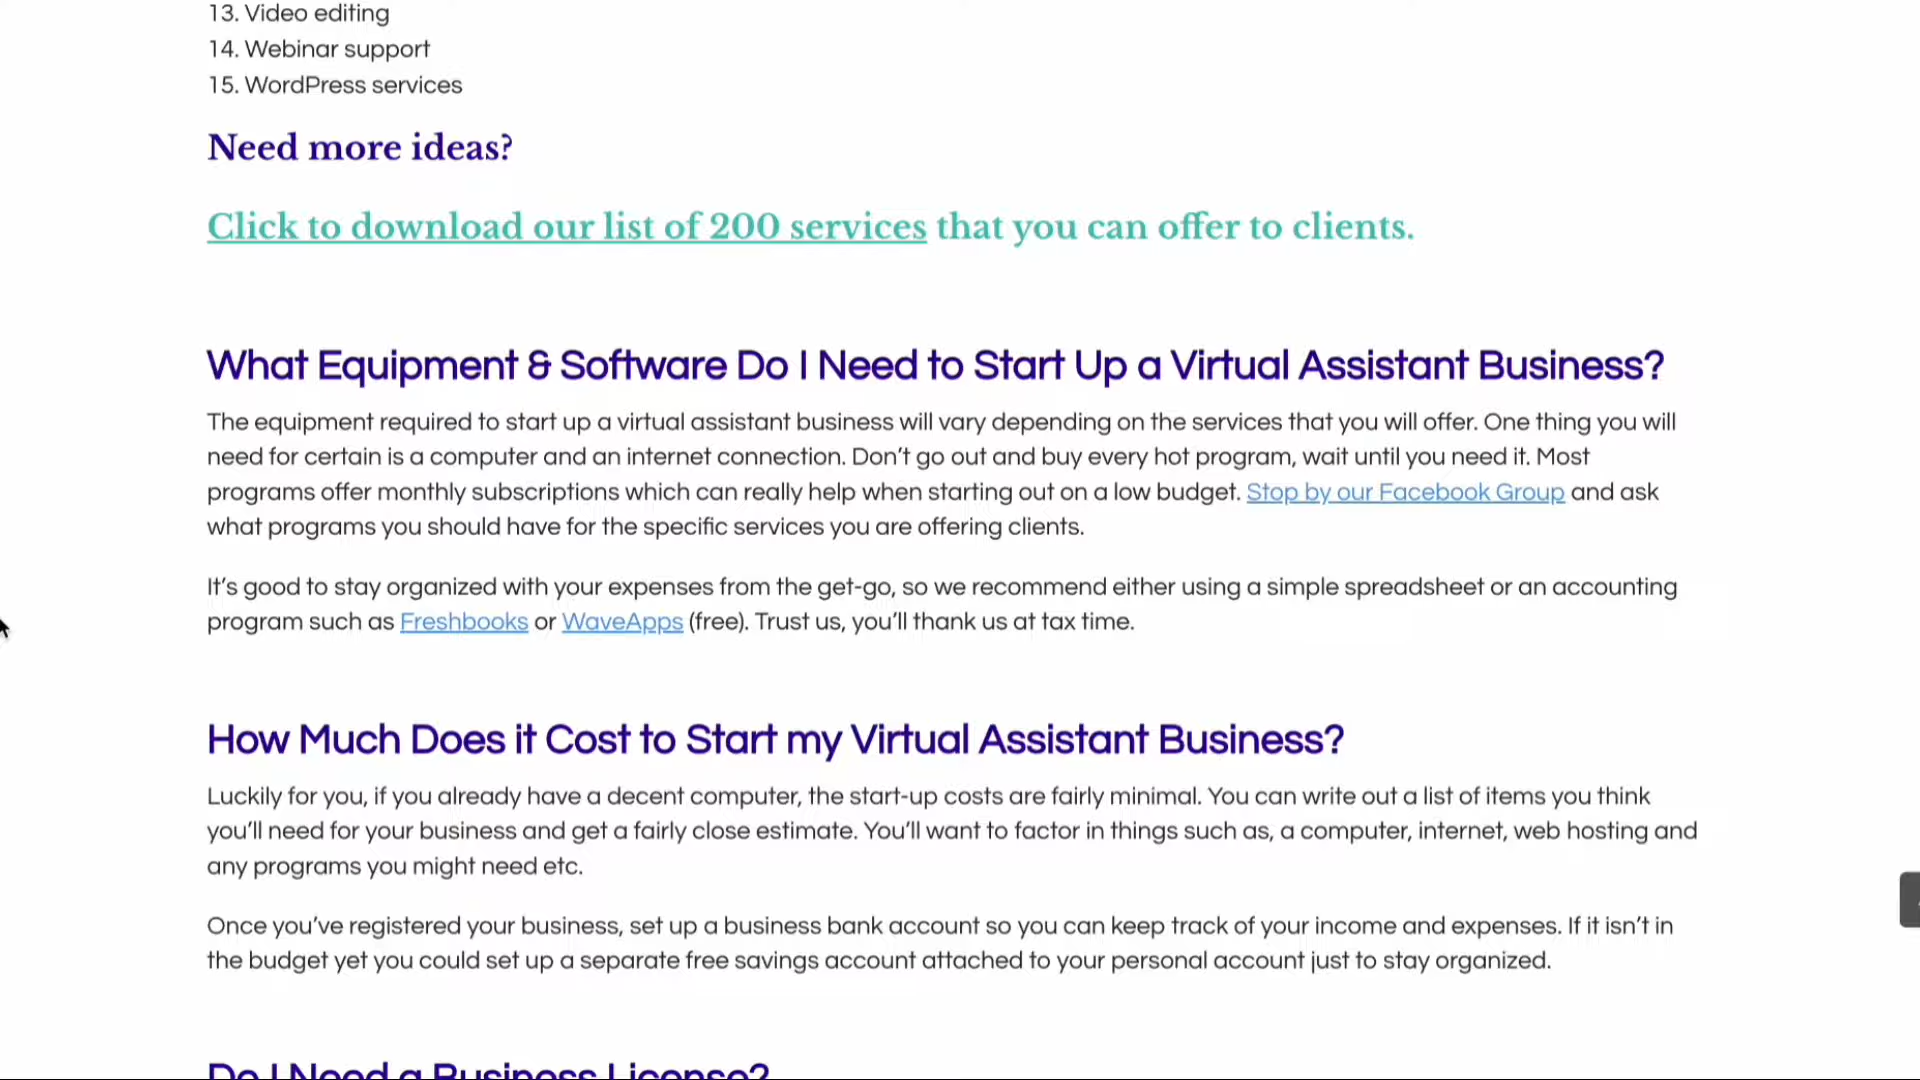 13. Video editing
14. Webinar support
15. WordPress services
Need more ideas?
Click to download our list of 200 services that you can offer to clients.
What Equipment & Software Do I Need to Start Up a Virtual Assistant Business?
The equipment required to start up a virtual assistant business will vary depending on the services that you will offer. One thing you will
need for certain is a computer and an internet connection. Don’t go out and buy every hot program, wait until you need it. Most
programs offer monthly subscriptions which can really help when starting out on a low budget. Stop by our Facebook Group and ask
what programs you should have for the specific services you are offering clients.
It’s good to stay organized with your expenses from the get-go, so we recommend either using a simple spreadsheet or an accounting
program such as Freshbooks or WaveApps (free). Trust us, you’ll thank us at tax time.
How Much Does it Cost to Start my Virtual Assistant Business?
Luckily for you, if you already have a decent computer, the start-up costs are fairly minimal. You can write out a list of items you think
you’ll need for your business and get a fairly close estimate. You’ll want to factor in things such as, a computer, internet, web hosting and
any programs you might need etc.
Once you’ve registered your business, set up a business bank account so you can keep track of your income and expenses. If it isn’t in
the budget yet you could set up a separate free savings account attached to your personal account just to stay organized.
Do I Need a Business License?